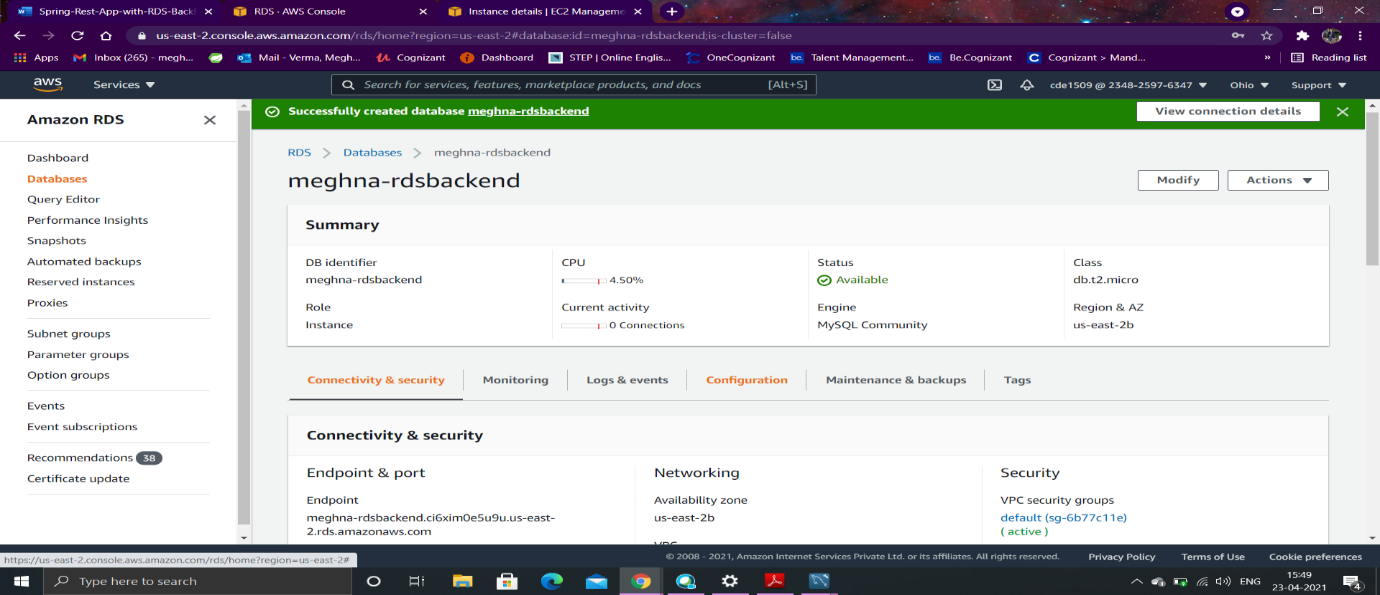 Spring-Rest-App-with-RDS-Back
RDS · AWS Console
Instance details | EC2 Manageme
us-east-2.console.aws.amazon.com/rds/home?region=us-east-2#database:id=meghna-rdsbackend;is-cluster=false
Apps
Inbox (265) - megh...
Mail - Verma, Megh...
Cognizant
Dashboard
STEP | Online Englis...
OneCognizant
be.
Talent Management...
be.
Be.Cognizant
Cognizant > Mand...
»
Reading list
aws
Services
Search for services, features, marketplace products, and docs
[Alt+S]
cde1509 @ 2348-2597-6347
Ohio
Support
Amazon RDS
Dashboard
Databases
Query Editor
Performance Insights
Snapshots
Automated backups
Reserved instances
Proxies
Subnet groups
Parameter groups
Option groups
Events
Event subscriptions
Recommendations 38
Certificate update
Successfully created database meghna-rdsbackend
View connection details
RDS > Databases > meghna-rdsbackend
meghna-rdsbackend
Modify
Actions
Summary
DB identifier
meghna-rdsbackend
CPU
4.50%
Status
Available
Class
db.t2.micro
Role
Instance
Current activity
0 Connections
Engine
MySQL Community
Region & AZ
us-east-2b
Connectivity & security
Monitoring
Logs & events
Configuration
Maintenance & backups
Tags
Connectivity & security
Endpoint & port
Endpoint
meghna-rdsbackend.ci6xim0e5u9u.us-east-
2.rds.amazonaws.com
Networking
Availability zone
us-east-2b
VPC
Security
VPC security groups
default (sg-6b77c11e)
( active )
https://us-east-2.console.aws.amazon.com/rds/home?region=us-east-2#
© 2008 - 2021, Amazon Internet Services Private Ltd. or its affiliates. All rights reserved.
Privacy Policy
Terms of Use
Cookie preferences
Type here to search
ENG
15:49
23-04-2021
4